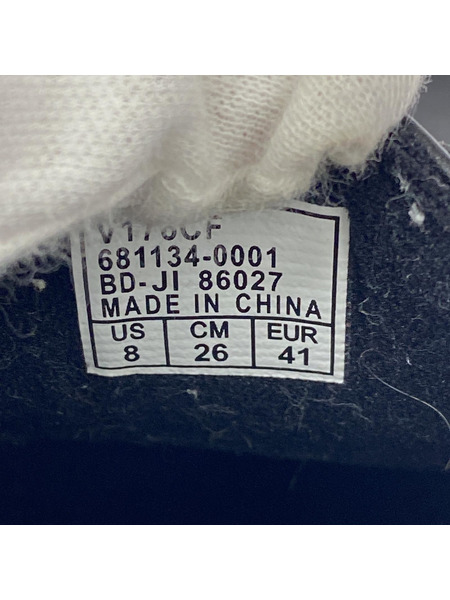 681134-0001
BD-JI 86027
MADE IN CHINA
US CM EUR
8 26 41